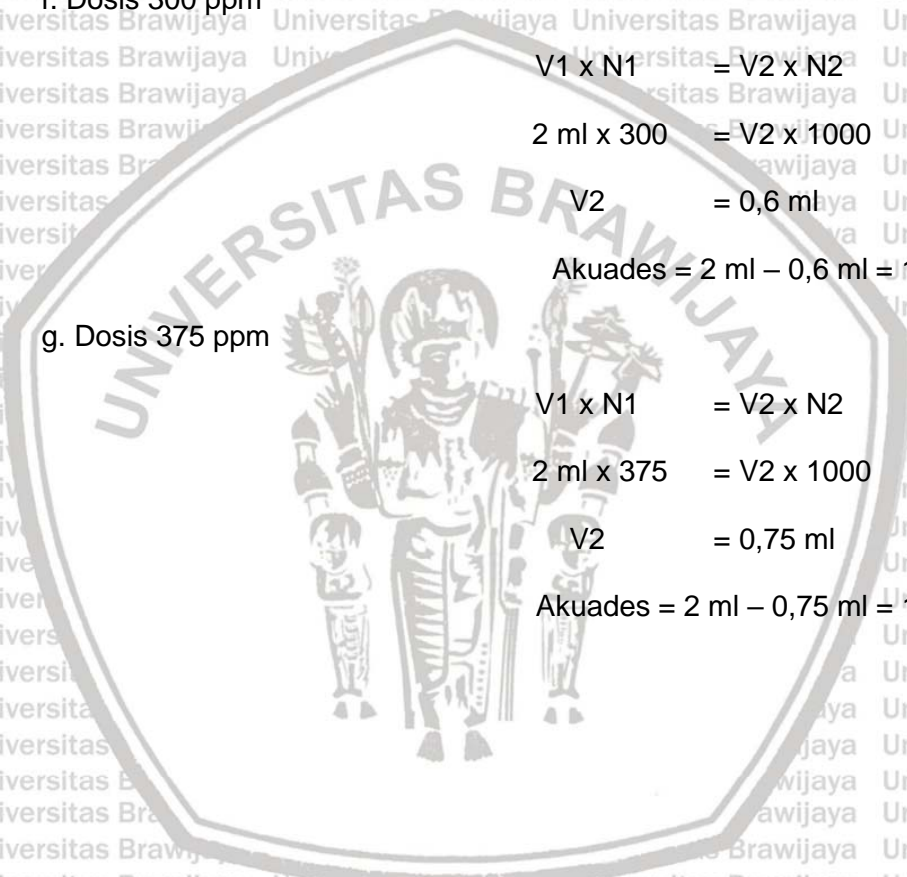 f. Dosis 300 ppm
V1 x N1 = V2 x N2
2 ml x 300 = V2 x 1000
V2 = 0,6 ml
Akuades = 2 ml – 0,6 ml = 1
g. Dosis 375 ppm
V1 x N1 = V2 x N2
2 ml x 375 = V2 x 1000
V2 = 0,75 ml
Akuades = 2 ml – 0,75 ml = 1
UNIVERSITAS BRAWIJAYA